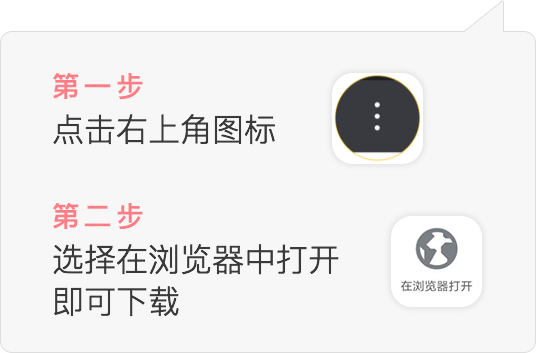 第一步
点击右上角图标
第二步
选择在浏览器中打开
即可下载
在浏览器打开